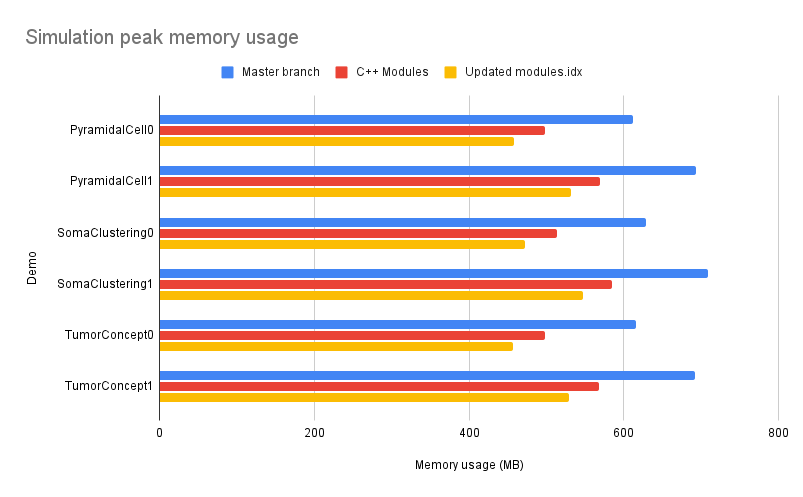 Simulation peak memory usage
Master branch
C++ Modules
Updated modules.idx
Demo
PyramidalCell0
PyramidalCell1
SomaClustering0
SomaClustering1
TumorConcept0
TumorConcept1
0
200
400
600
800
Memory usage (MB)